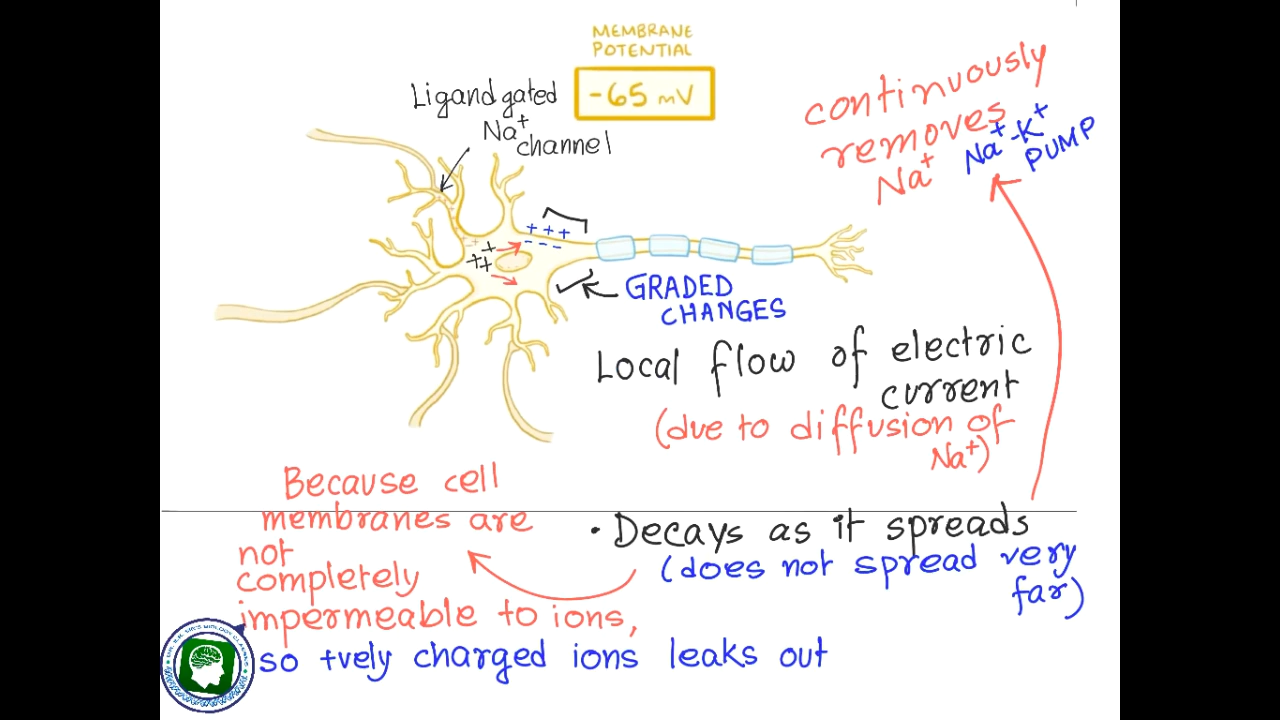 MEMBRANE
POTENTIAL
-65 mV
Ligand gated
Na+
channel
continuously
removes
Na+
Na+-K+
PUMP
+ + +
- - -
+
++
GRADED
CHANGES
Local flow of electric
current
(due to diffusion of
Na+)
Because cell
membranes are
not
completely
impermeable to ions,
so +vely charged ions leaks out
• Decays as it spreads
(does not spread very
far)